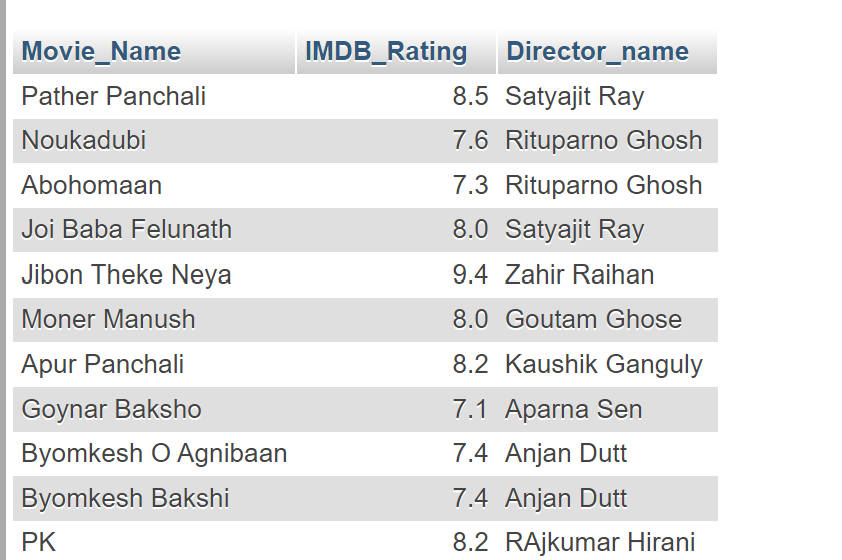 Movie_Name IMDB_Rating Director_name
Pather Panchali 8.5 Satyajit Ray
Noukadubi 7.6 Rituparno Ghosh
Abohomaan 7.3 Rituparno Ghosh
Joi Baba Felunath 8.0 Satyajit Ray
Jibon Theke Neya 9.4 Zahir Raihan
Moner Manush 8.0 Goutam Ghose
Apur Panchali 8.2 Kaushik Ganguly
Goynar Baksho 7.1 Aparna Sen
Byomkesh O Agnibaan 7.4 Anjan Dutt
Byomkesh Bakshi 7.4 Anjan Dutt
PK 8.2 RAjkumar Hirani